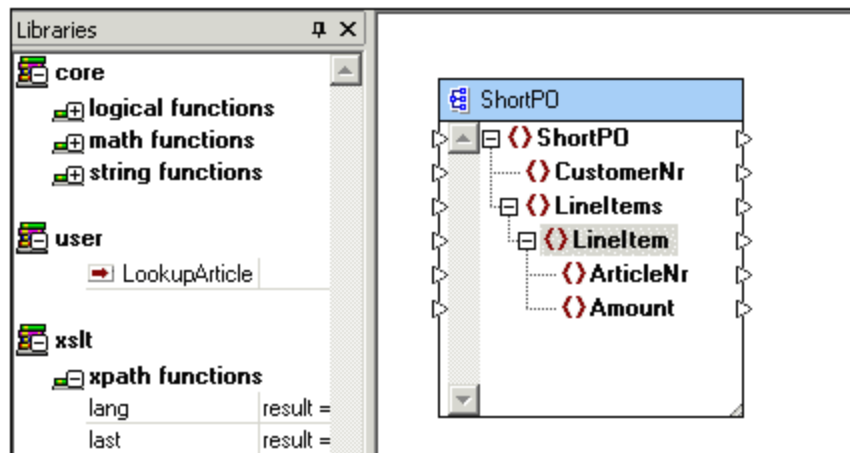 Libraries
core
logical functions
math functions
string functions
user
LookupArticle
xslt
xpath functions
lang result =
last result =
ShortPO
ShortPO
CustomerNr
LineItems
LineItem
ArticleNr
Amount